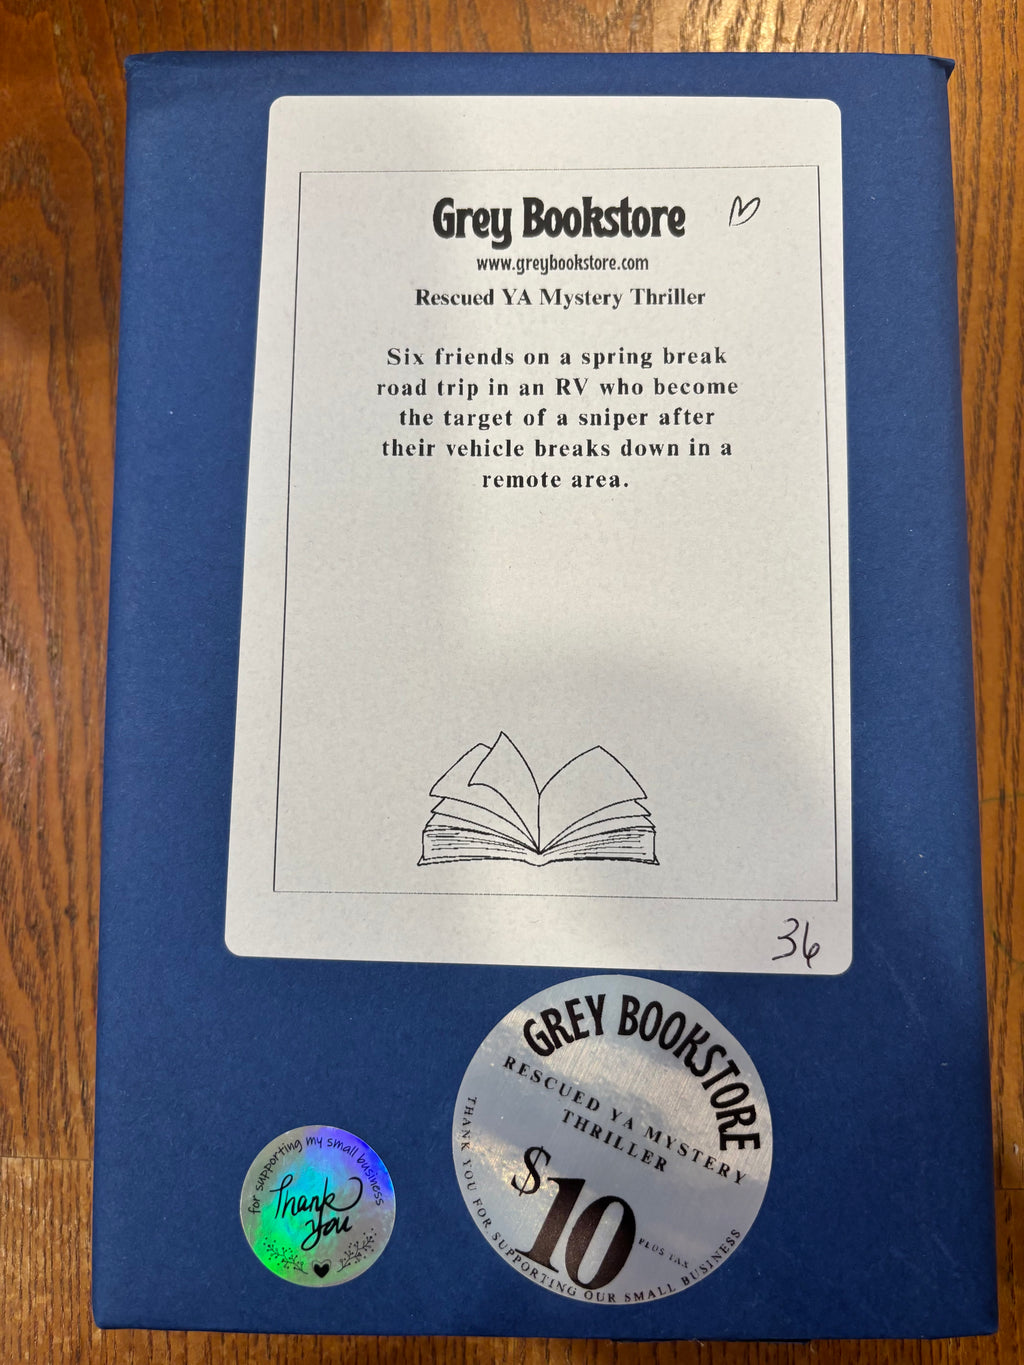 Grey Bookstore
www.greybookstore.com
Rescued YA Mystery Thriller
Six friends on a spring break
road trip in an RV who become
the target of a sniper after
their vehicle breaks down in a
remote area.
36
GREY BOOKSTORE
RESCUED YA MYSTERY
THRILLER
$10
PLUS TAX
THANK YOU FOR SUPPORTING OUR SMALL BUSINESS
for supporting my small business
Thank
you